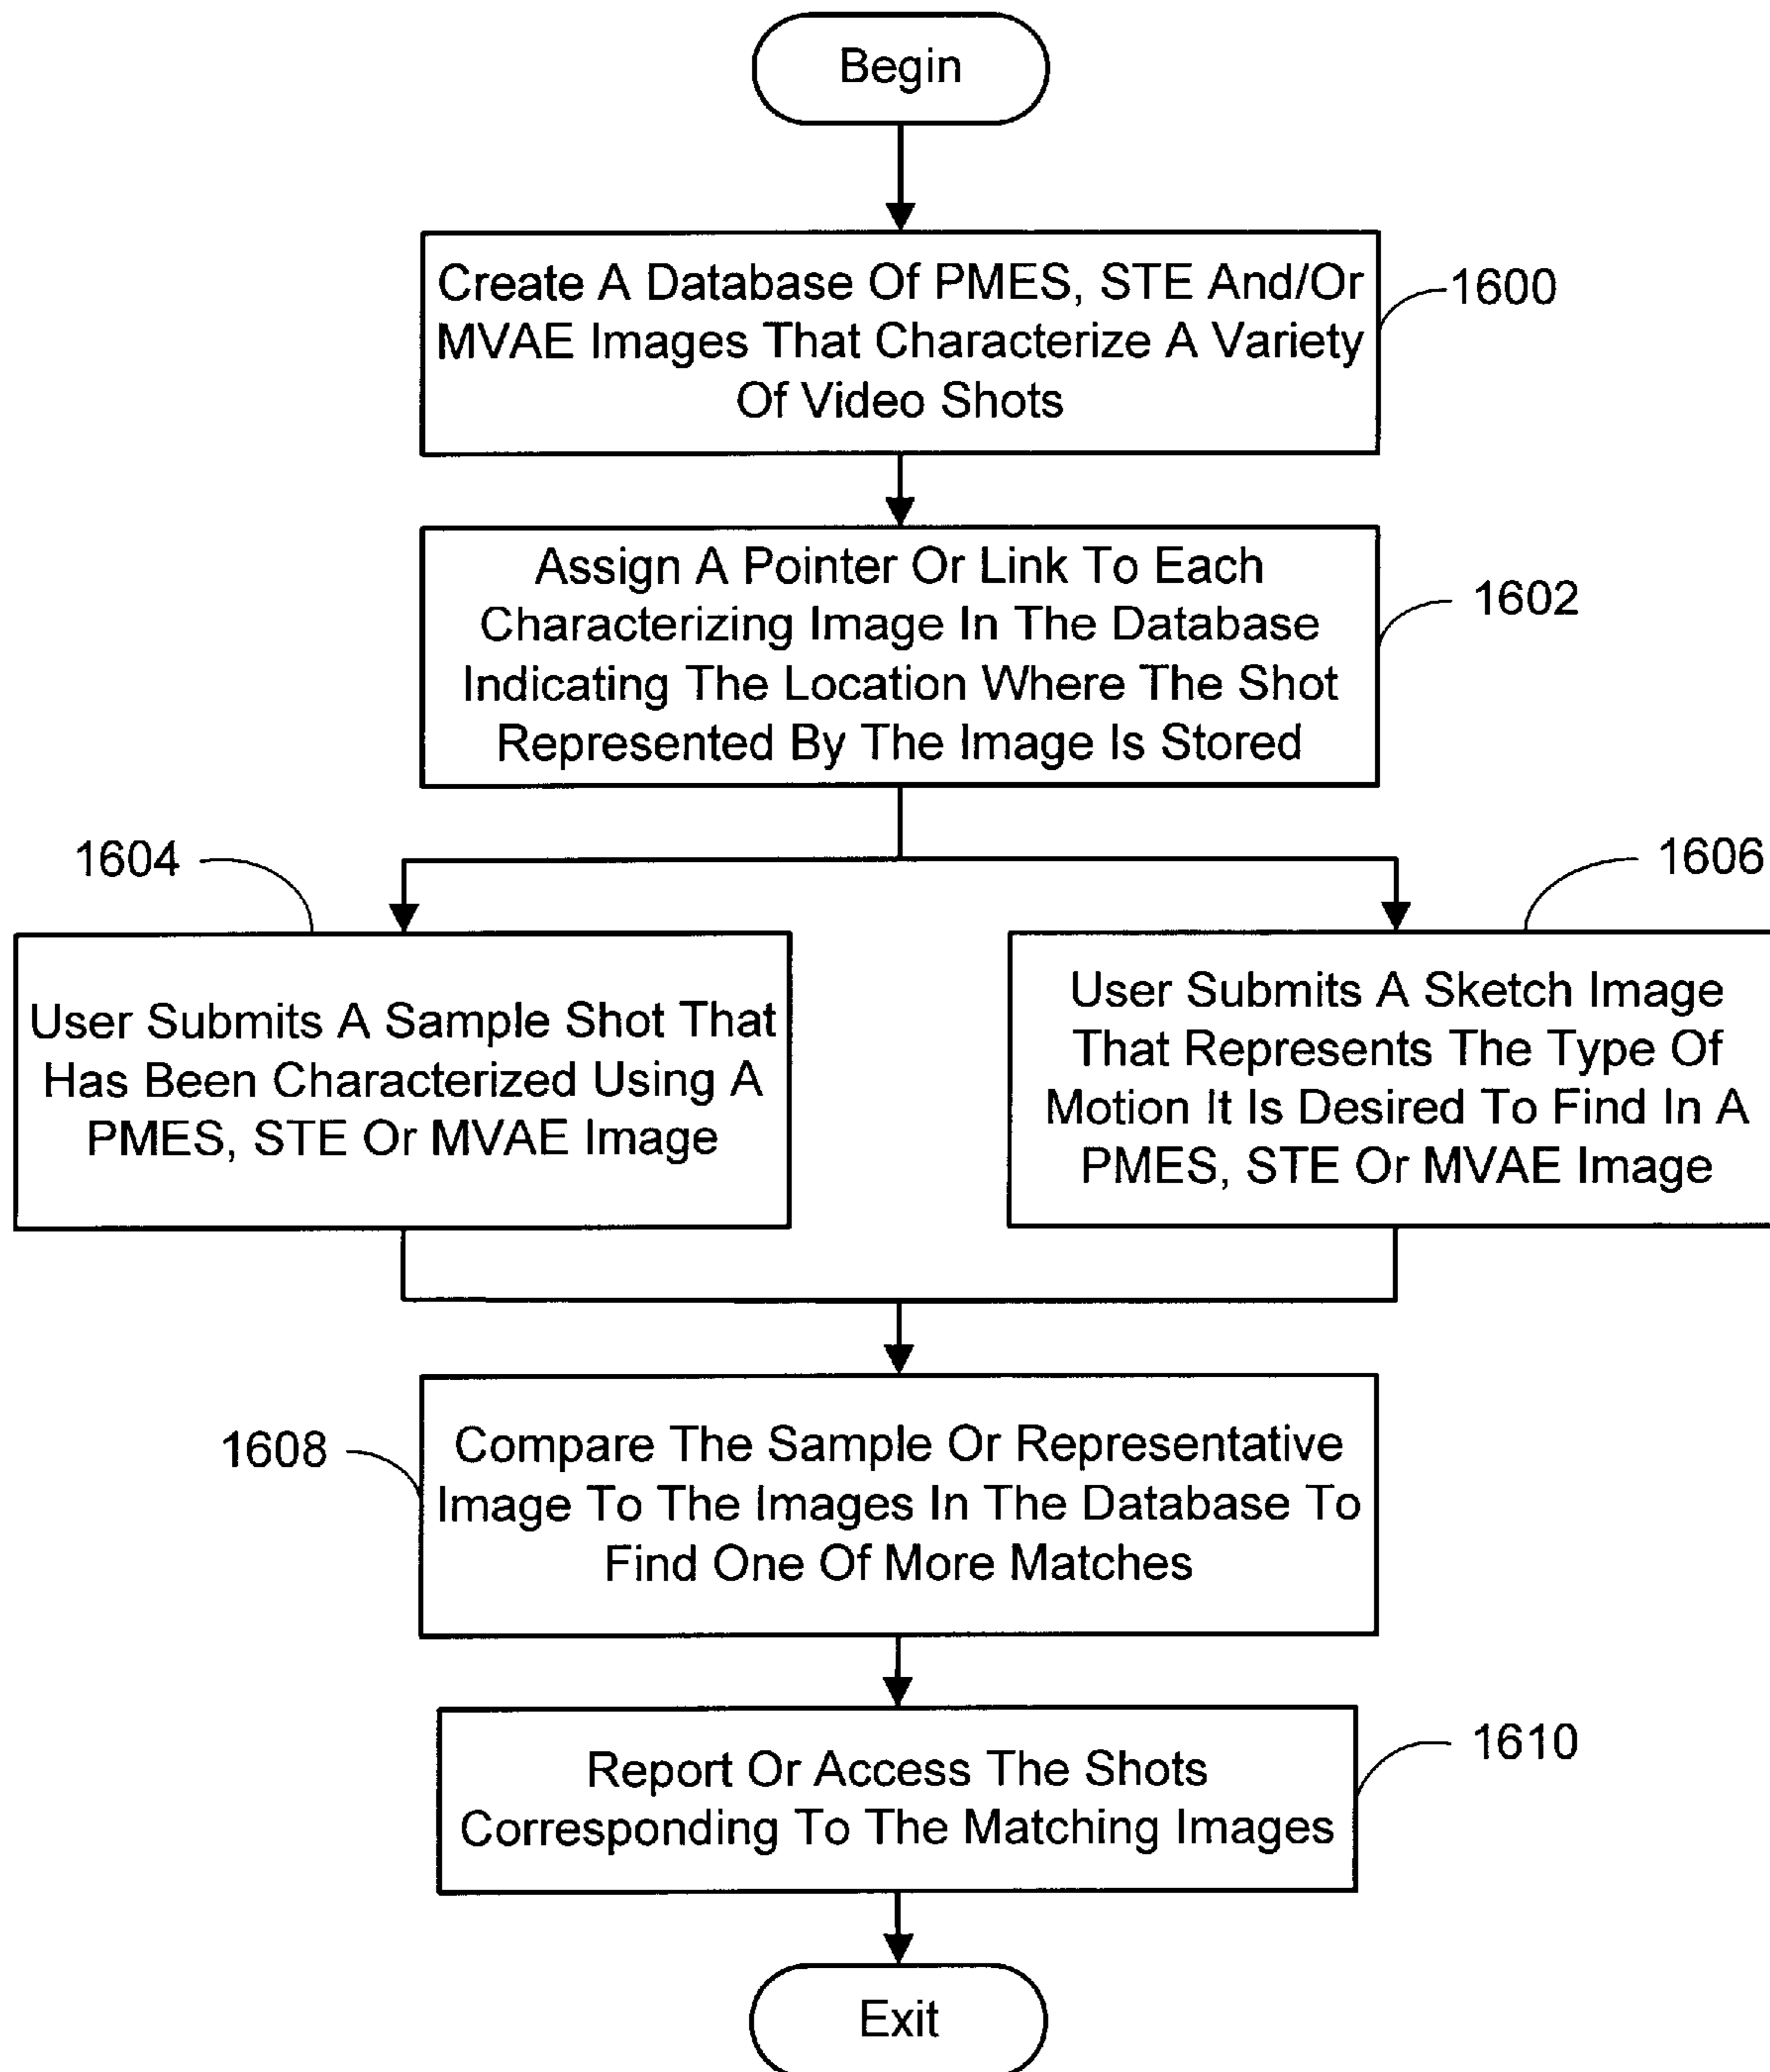 Begin
Create A Database Of PMES, STE And/Or
MVAE Images That Characterize A Variety
Of Video Shots
1600
Assign A Pointer Or Link To Each
Characterizing Image In The Database
Indicating The Location Where The Shot
Represented By The Image Is Stored
1602
1604
User Submits A Sample Shot That
Has Been Characterized Using A
PMES, STE Or MVAE Image
1606
User Submits A Sketch Image
That Represents The Type Of
Motion It Is Desired To Find In A
PMES, STE Or MVAE Image
1608
Compare The Sample Or Representative
Image To The Images In The Database To
Find One Of More Matches
Report Or Access The Shots
Corresponding To The Matching Images
1610
Exit